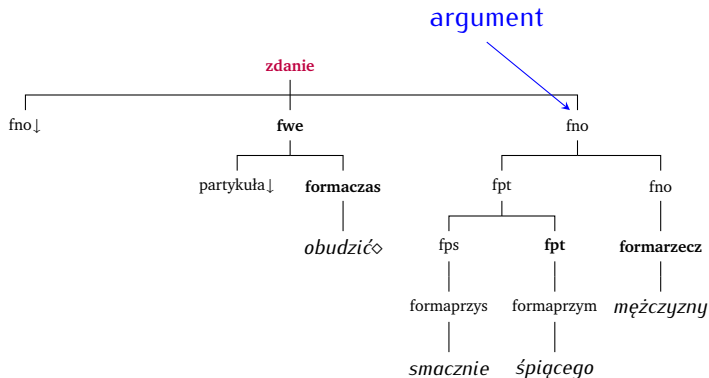 argument
zdanie
fno↓ fwe fno
partykuła↓ formaczas fpt fno
obudzić◇ fps fpt formarzecz
formaprzys formaprzym mężczyzny
smacznie śpiącego